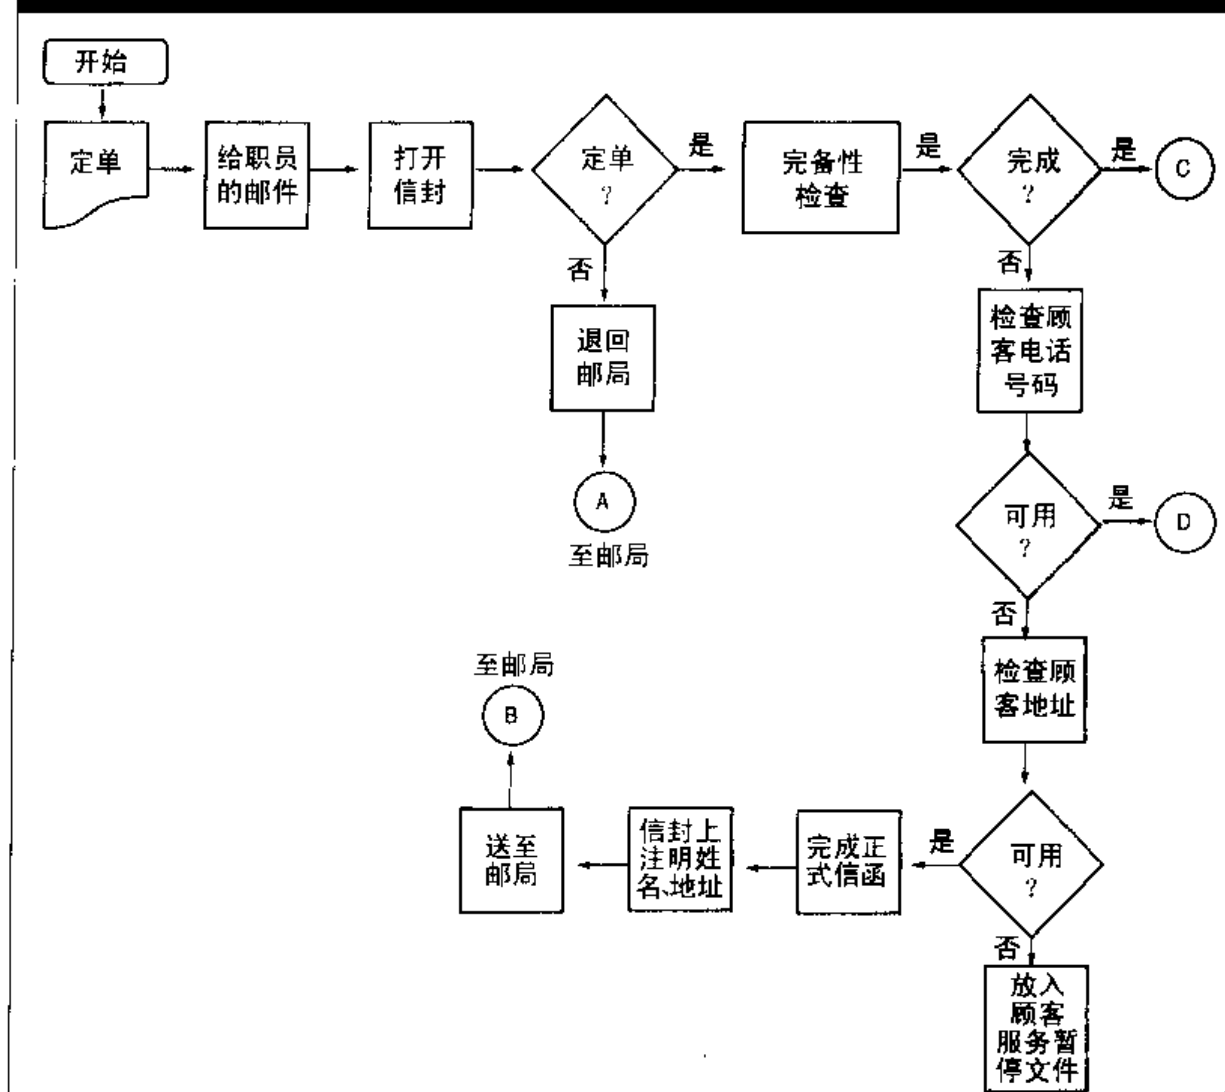 开始
定单
给职员
的邮件
打开
信封
定单
?
是
完备性
检查
是
完成
?
是
C
否
退回
邮局
A
至邮局
否
检查顾
客电话
号码
可用
?
是
D
否
检查顾
客地址
可用
?
是
完成正
式信函
信封上
注明姓
名、地址
送至
邮局
至邮局
B
否
放入
顾客
服务暂
停文件